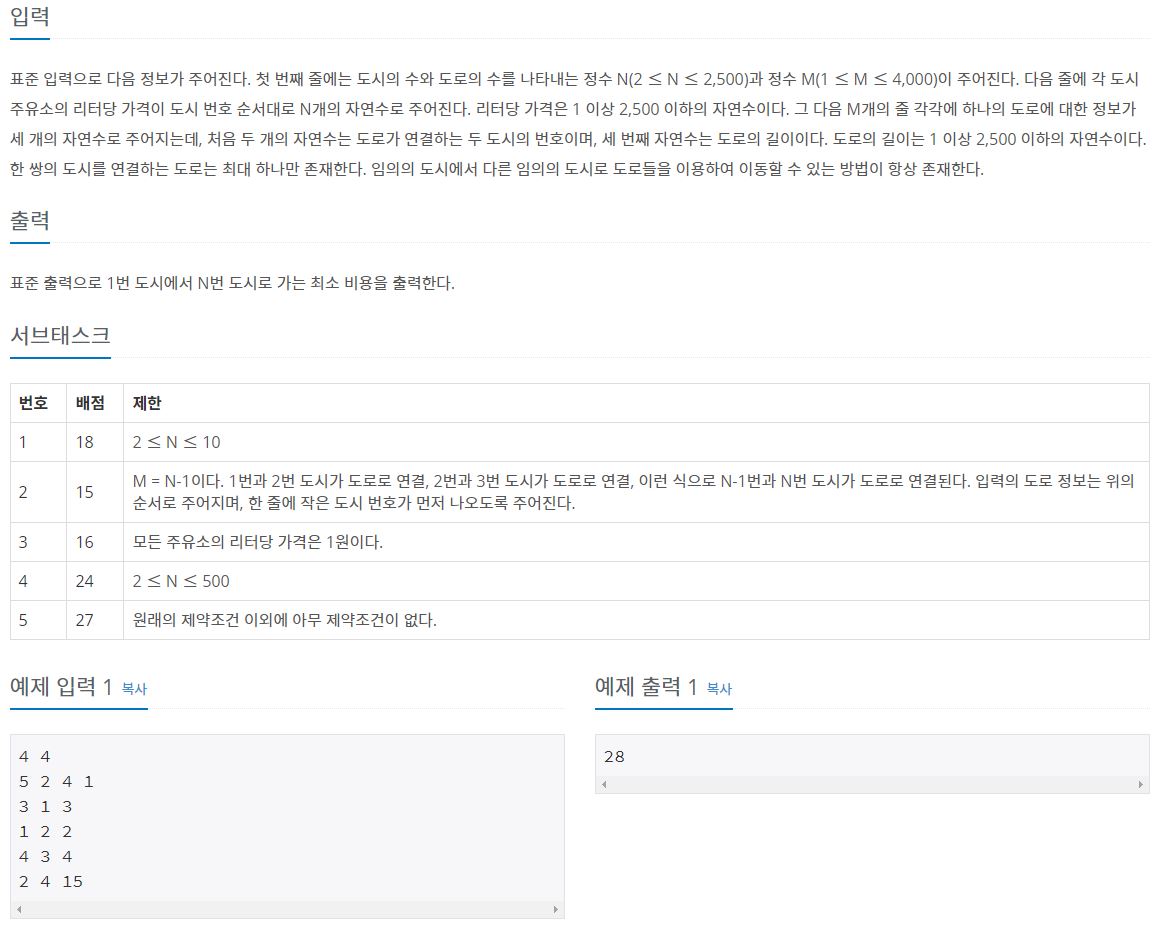 입력
표준 입력으로 다음 정보가 주어진다. 첫 번째 줄에는 도시의 수와 도로의 수를 나타내는 정수 N(2 ≤ N ≤ 2,500)과 정수 M(1 ≤ M ≤ 4,000)이 주어진다. 다음 줄에 각 도시
주유소의 리터당 가격이 도시 번호 순서대로 N개의 자연수로 주어진다. 리터당 가격은 1 이상 2,500 이하의 자연수이다. 그 다음 M개의 줄 각각에 하나의 도로에 대한 정보가
세 개의 자연수로 주어지는데, 처음 두 개의 자연수는 도로가 연결하는 두 도시의 번호이며, 세 번째 자연수는 도로의 길이이다. 도로의 길이는 1 이상 2,500 이하의 자연수이다.
한 쌍의 도시를 연결하는 도로는 최대 하나만 존재한다. 임의의 도시에서 다른 임의의 도시로 도로들을 이용하여 이동할 수 있는 방법이 항상 존재한다.
출력
표준 출력으로 1번 도시에서 N번 도시로 가는 최소 비용을 출력한다.
서브태스크
번호 배점 제한
1 18 2 ≤ N ≤ 10
2 15 M = N-1이다. 1번과 2번 도시가 도로로 연결, 2번과 3번 도시가 도로로 연결, 이런 식으로 N-1번과 N번 도시가 도로로 연결된다. 입력의 도로 정보는 위의
순서로 주어지며, 한 줄에 작은 도시 번호가 먼저 나오도록 주어진다.
3 16 모든 주유소의 리터당 가격은 1원이다.
4 24 2 ≤ N ≤ 500
5 27 원래의 제약조건 이외에 아무 제약조건이 없다.
예제 입력 1 복사
4 4
5 2 4 1
3 1 3
1 2 2
4 3 4
2 4 15
예제 출력 1 복사
28